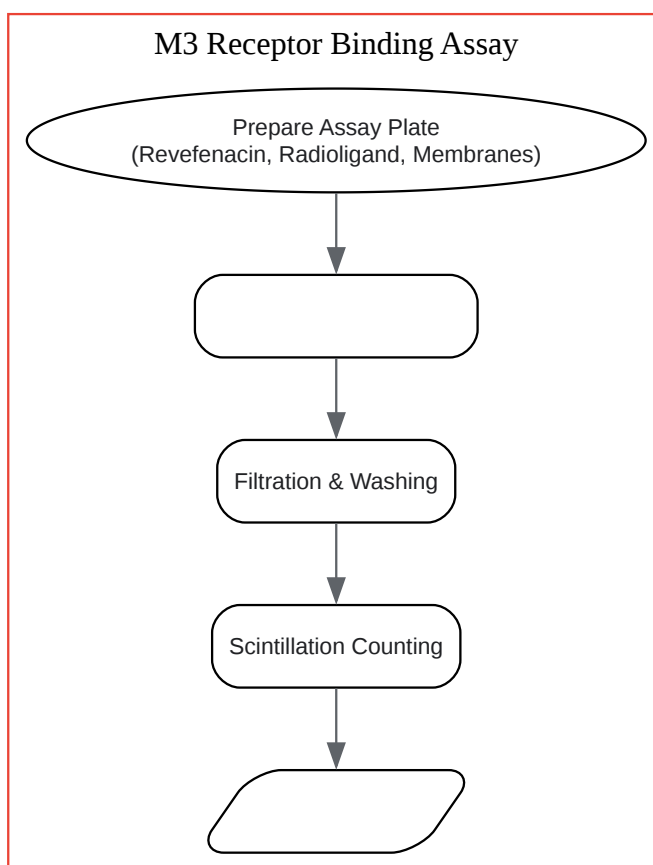 M3 Receptor Binding Assay
Prepare Assay Plate
(Revefenacin, Radioligand, Membranes)
Filtration & Washing
Scintillation Counting